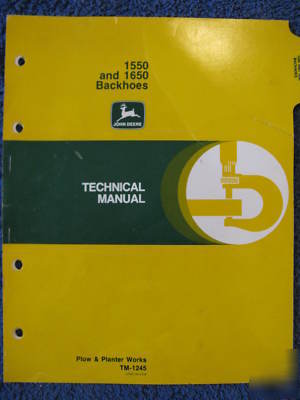 1550
and 1650
Backhoes
JOHN DEERE
TECHNICAL
MANUAL
Plow & Planter Works
TM-1245